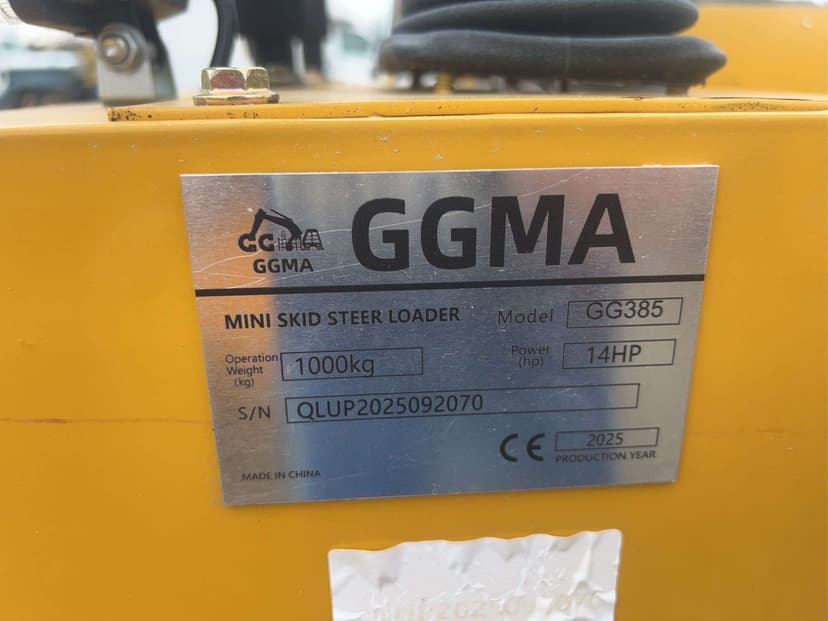 GGMA
GGMA
GGMA
MINI SKID STEER LOADER Model GG385
Operation Weight (kg) 1000kg Power (hp) 14HP
S/N QLUP2025092070
CE 2025
PRODUCTION YEAR
MADE IN CHINA